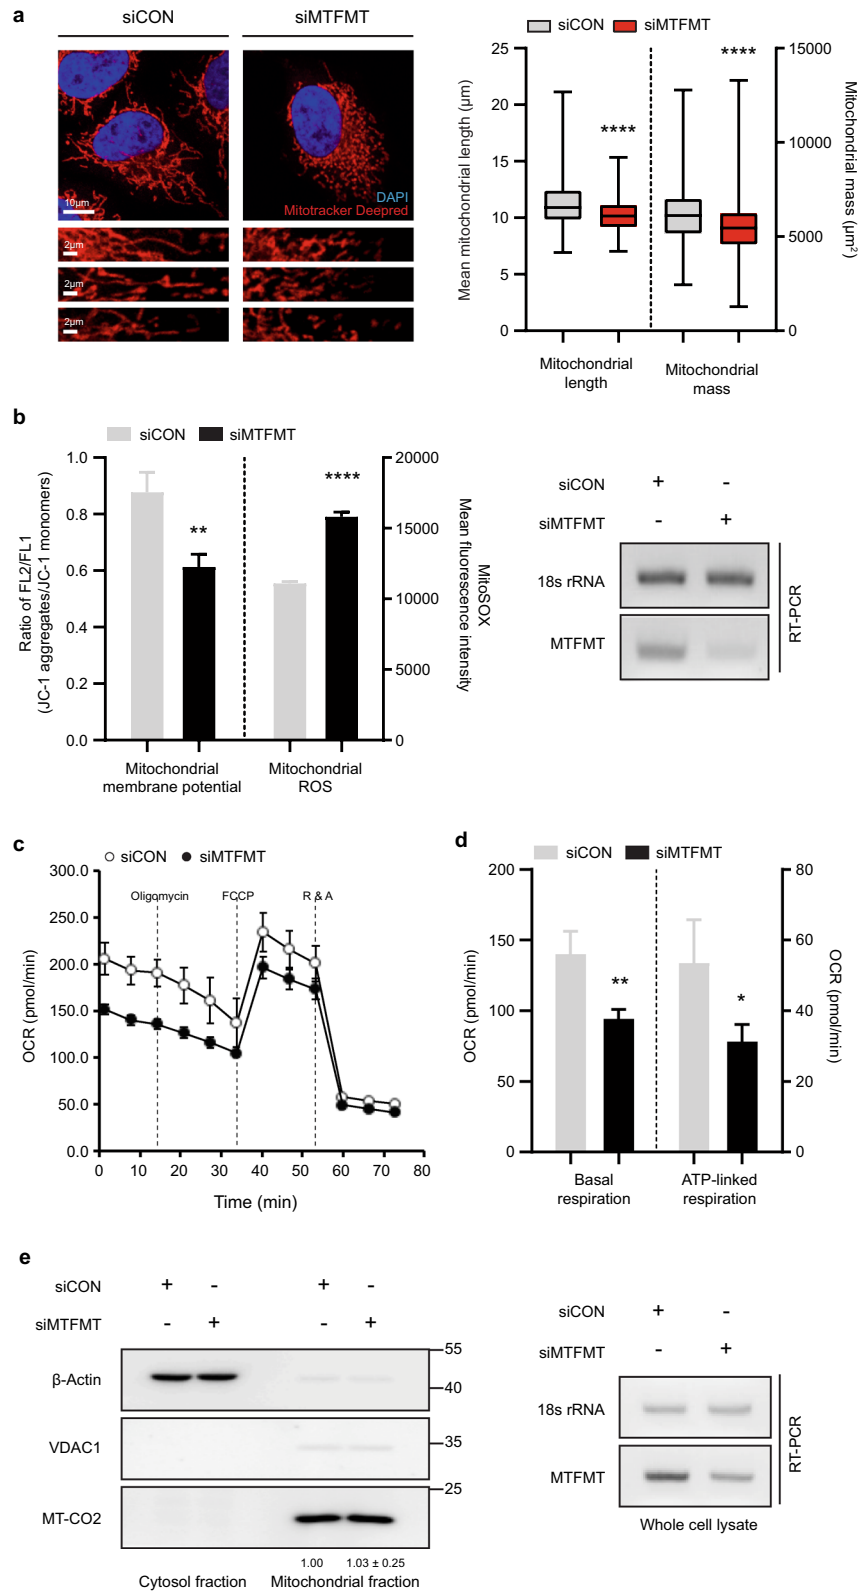 a
siCON
siMTFMT
DAPI
Mitotracker Deepred
10µm
2µm
2µm
2µm
siCON
siMTFMT
25
20
15
10
5
0
Mean mitochondrial length (µm)
****
****
15000
10000
5000
0
Mitochondrial mass (µm²)
Mitochondrial
length
Mitochondrial
mass
b
siCON
siMTFMT
1.0
0.8
0.6
0.4
0.2
0.0
Ratio of FL2/FL1
(JC-1 aggregates/JC-1 monomers)
**
****
20000
15000
10000
5000
0
MitoSOX
Mean fluorescence intensity
Mitochondrial
membrane potential
Mitochondrial
ROS
siCON + -
siMTFMT - +
18s rRNA
MTFMT
RT-PCR
c
siCON
siMTFMT
300.0
250.0
200.0
150.0
100.0
50.0
0.0
OCR (pmol/min)
Oligomycin
FCCP
R & A
0 10 20 30 40 50 60 70 80
Time (min)
d
siCON
siMTFMT
200
150
100
50
0
OCR (pmol/min)
**
*
80
60
40
20
0
OCR (pmol/min)
Basal
respiration
ATP-linked
respiration
e
siCON + - + -
siMTFMT - + - +
β-Actin
VDAC1
MT-CO2
55
40
35
25
1.00 1.03 ± 0.25
Cytosol fraction
Mitochondrial fraction
siCON + -
siMTFMT - +
18s rRNA
MTFMT
RT-PCR
Whole cell lysate